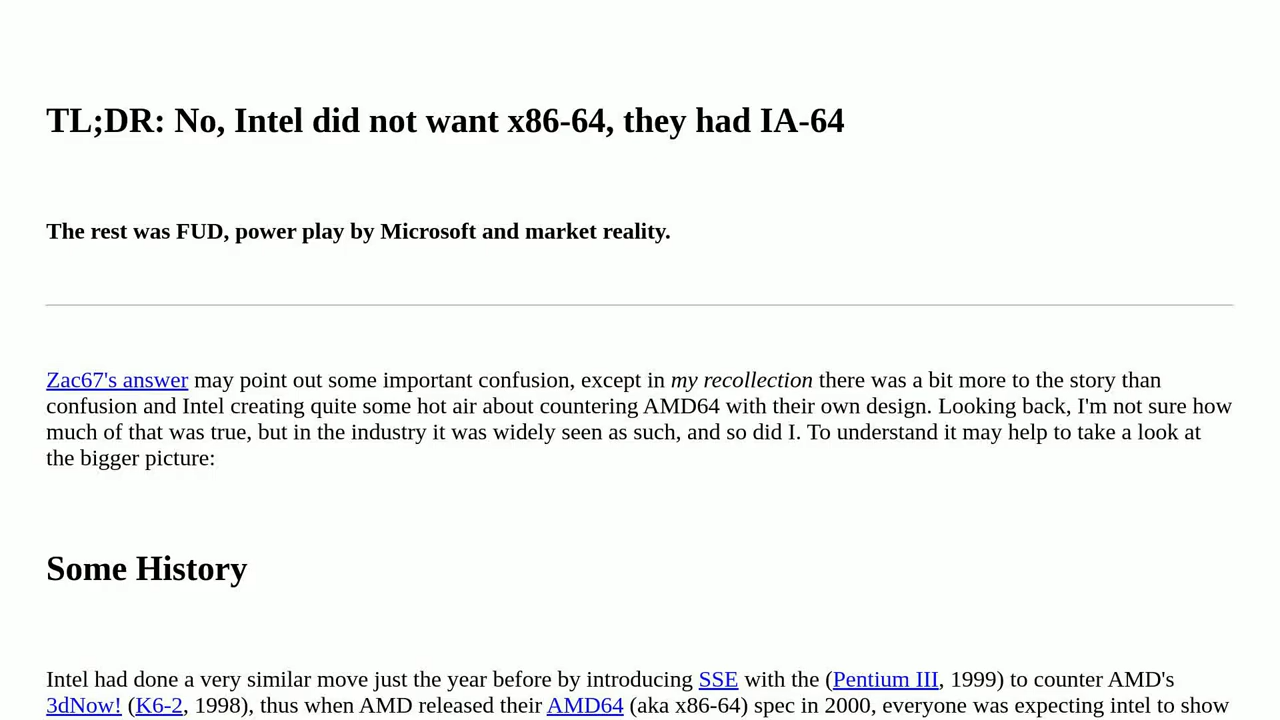 TL;DR: No, Intel did not want x86-64, they had IA-64
The rest was FUD, power play by Microsoft and market reality.
Zac67's answer may point out some important confusion, except in my recollection there was a bit more to the story than
confusion and Intel creating quite some hot air about countering AMD64 with their own design. Looking back, I'm not sure how
much of that was true, but in the industry it was widely seen as such, and so did I. To understand it may help to take a look at
the bigger picture:
Some History
Intel had done a very similar move just the year before by introducing SSE with the (Pentium III, 1999) to counter AMD's
3dNow! (K6-2, 1998), thus when AMD released their AMD64 (aka x86-64) spec in 2000, everyone was expecting intel to show